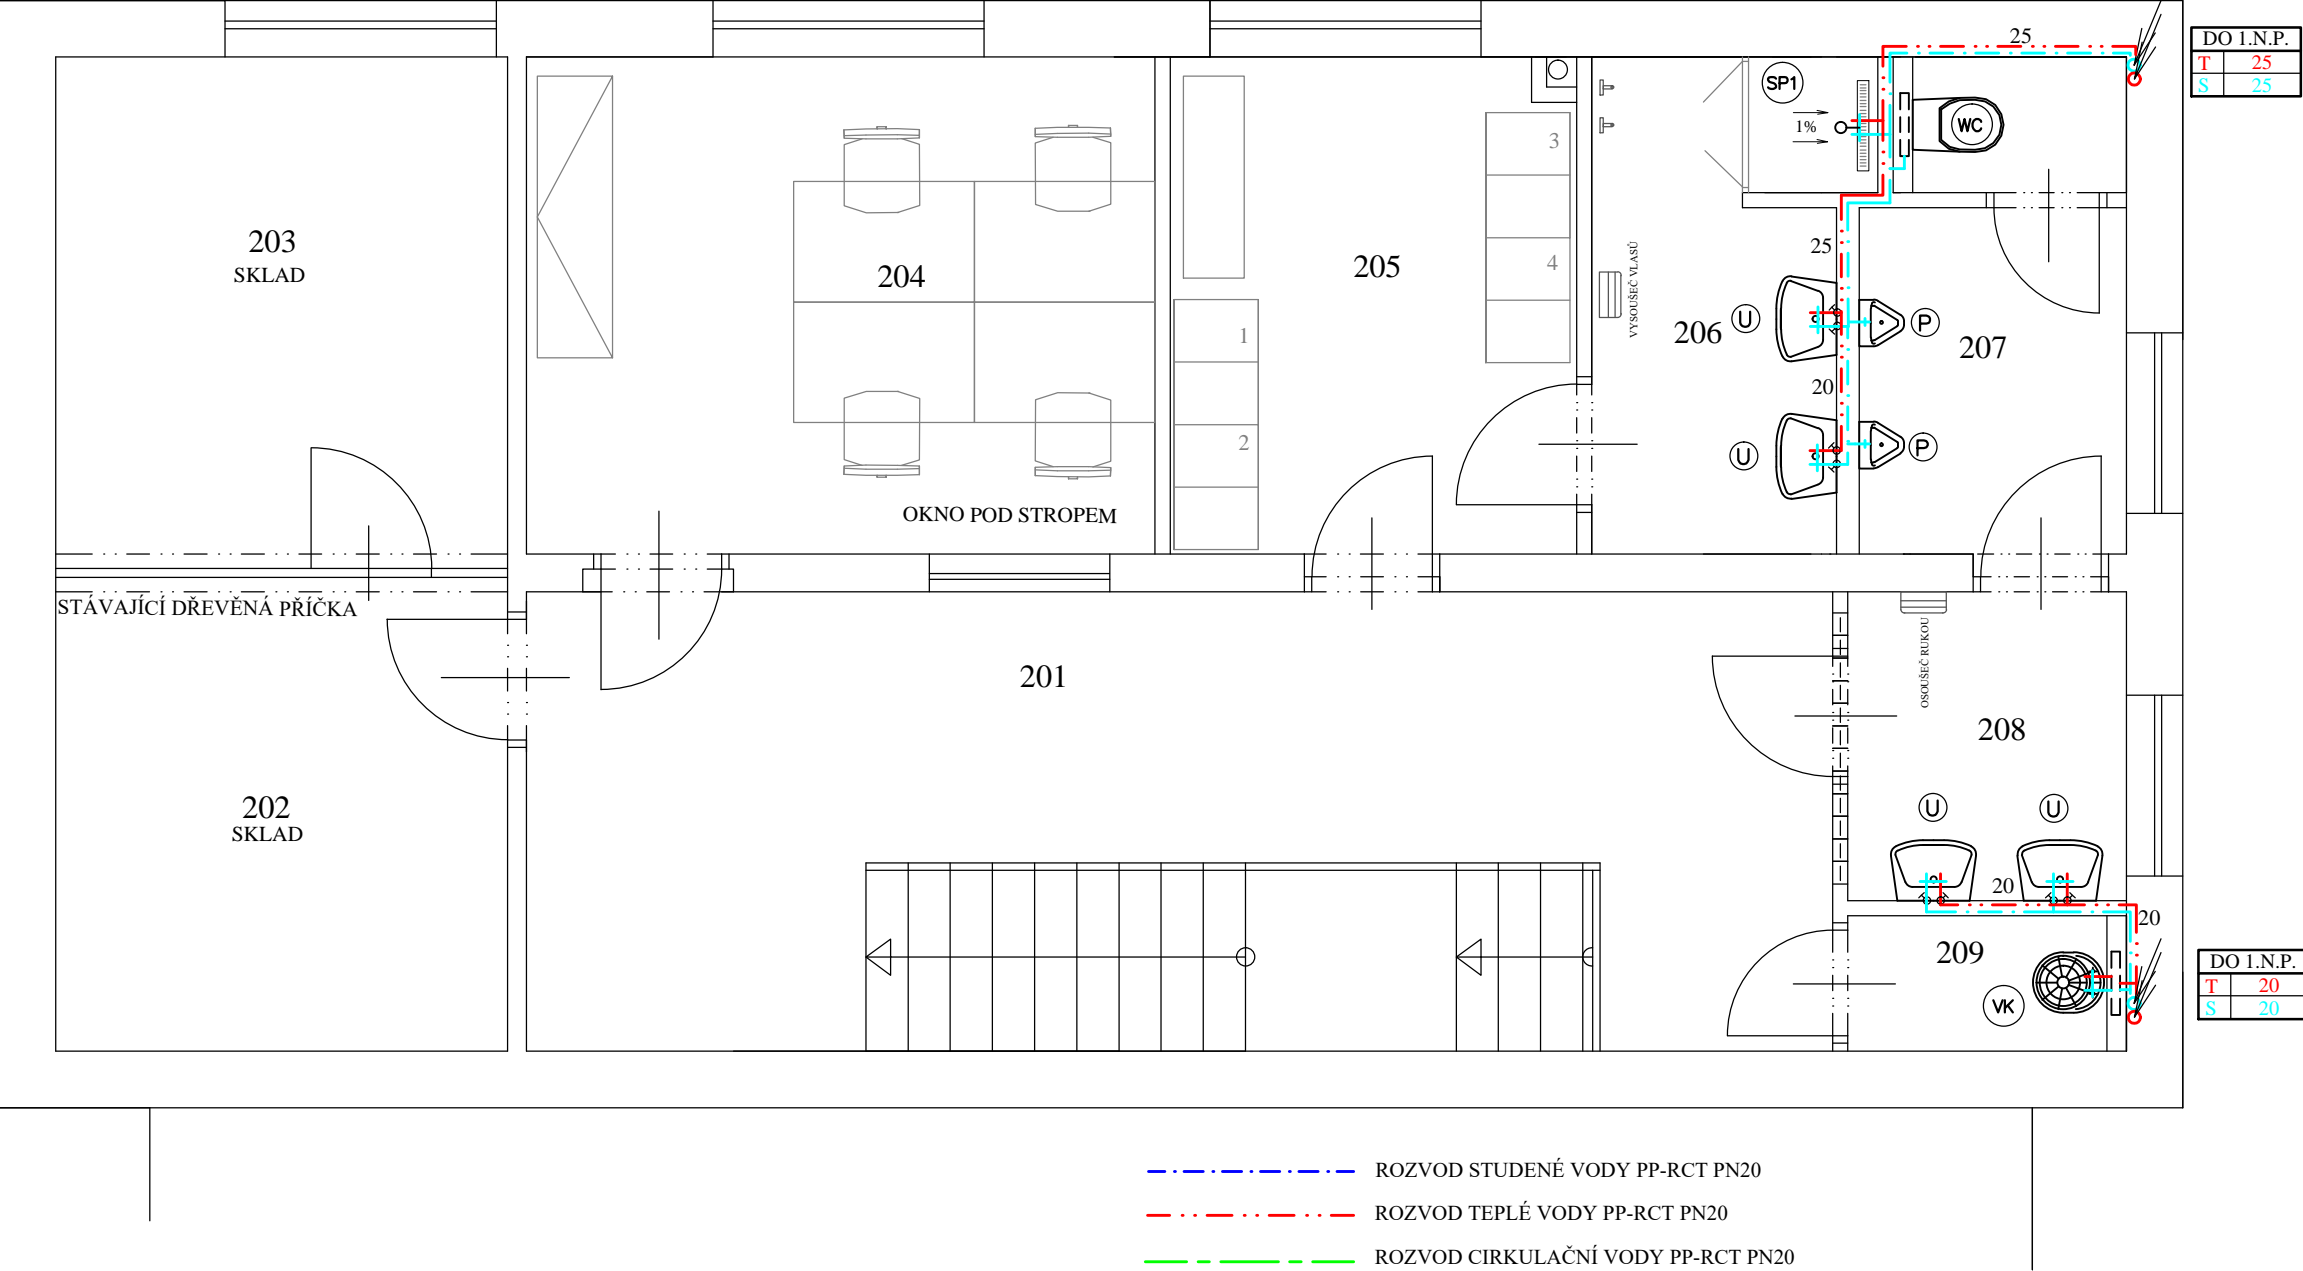 25
DO 1.N.P.
T 25
S 25
SP1
1%
WC
3
4
203
SKLAD
204
205
25
VYSOUŠEČ VLASŮ
206
U
P
207
1
20
2
U
P
OKNO POD STROPEM
STÁVAJÍCÍ DŘEVĚNÁ PŘÍČKA
201
OSOUŠEČ RUKOU
208
202
SKLAD
U
U
20
20
209
VK
DO 1.N.P.
T 20
S 20
ROZVOD STUDENÉ VODY PP-RCT PN20
ROZVOD TEPLÉ VODY PP-RCT PN20
ROZVOD CIRKULAČNÍ VODY PP-RCT PN20